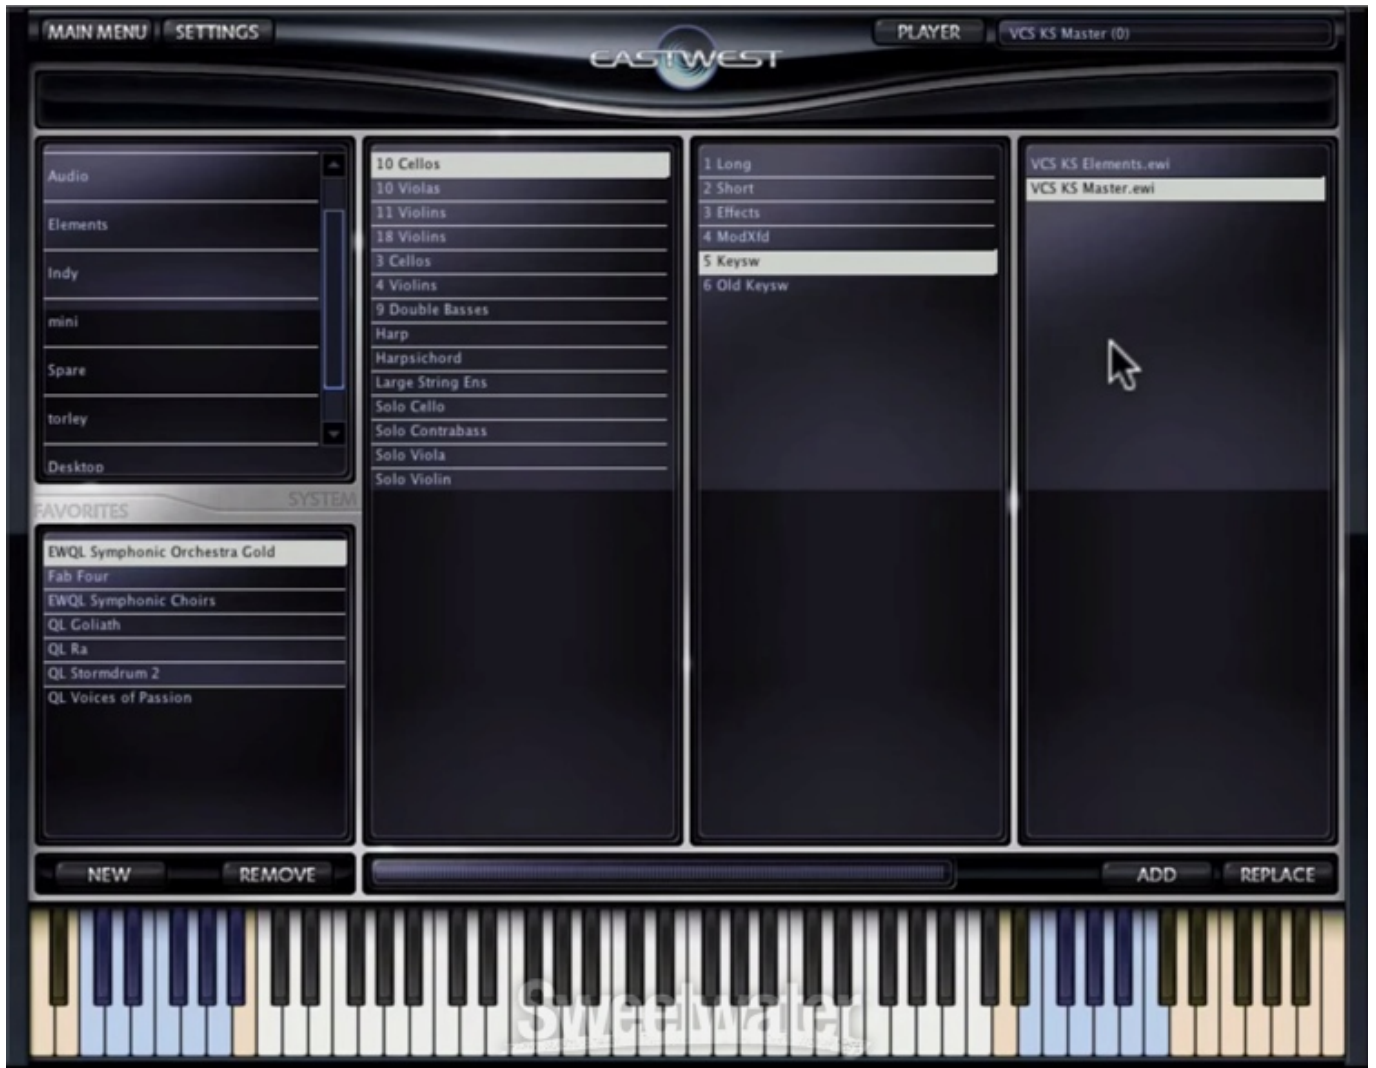 MAIN MENU
SETTINGS
EASTWEST
PLAYER
VCS KS Master (0)
Audio
Elements
Indy
mini
Spare
torley
Desktop
SYSTEM
FAVORITES
EWQL Symphonic Orchestra Gold
Fab Four
EWQL Symphonic Choirs
QL Goliath
QL Ra
QL Stormdrum 2
QL Voices of Passion
NEW
REMOVE
10 Cellos
10 Violas
11 Violins
18 Violins
3 Cellos
4 Violins
9 Double Basses
Harp
Harpsichord
Large String Ens
Solo Cello
Solo Contrabass
Solo Viola
Solo Violin
1 Long
2 Short
3 Effects
4 ModXfd
5 Keysw
6 Old Keysw
VCS KS Elements.ewi
VCS KS Master.ewi
ADD
REPLACE
Sweetwater